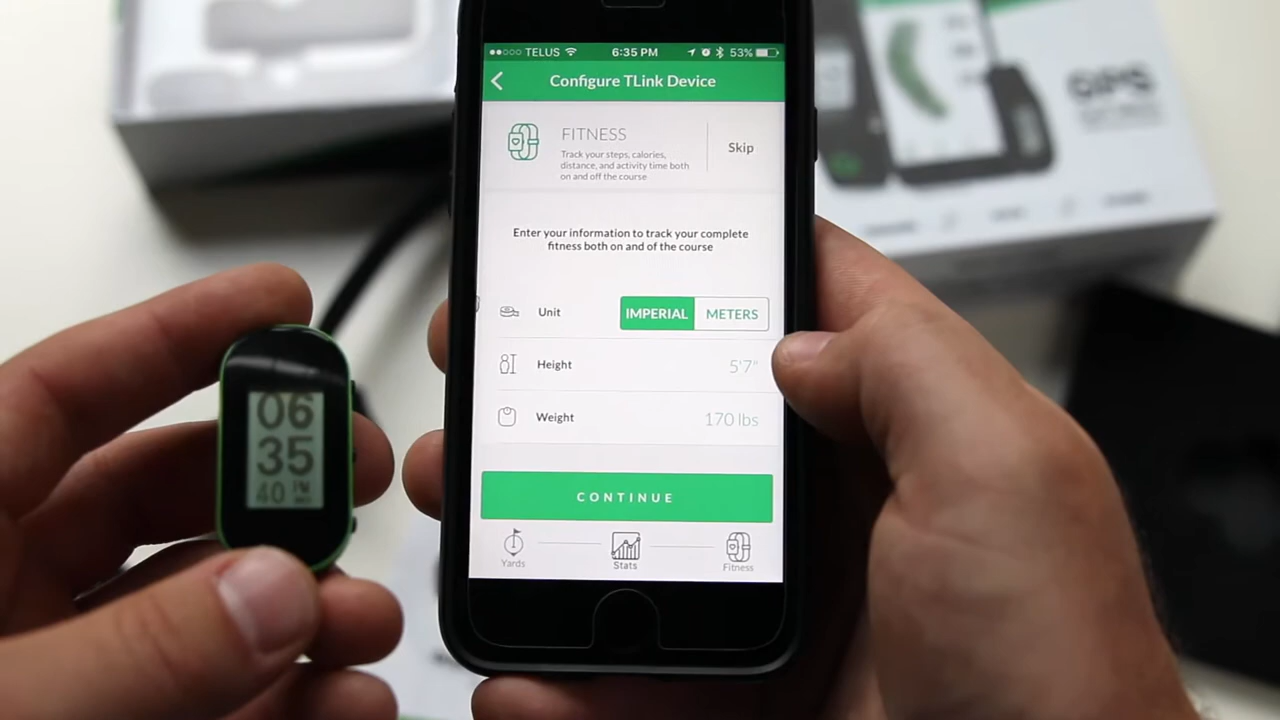 TELUS 6:35 PM 53%
Configure TLink Device
FITNESS
Track your steps, calories,
distance, and activity time both
on and off the course
Skip
Enter your information to track your complete
fitness both on and of the course
Unit IMPERIAL METERS
Height 5'7"
Weight 170 lbs
CONTINUE
Yards Stats Fitness
06
35
40
GPS